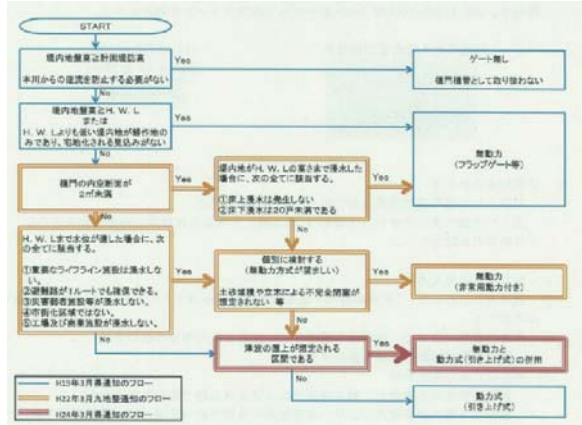 START
堤内地盤高≧計画堤防高
本川からの逆流を防止する必要がない
Yes
ゲート無し
樋門樋管として取り扱わない
No
堤内地盤高≧H.W.L
または
H.W.Lよりも低い堤内地が耕作地の
みであり、宅地化される見込みがない
Yes
無動力
(フラップゲート等)
No
樋門の内空断面が
2㎡未満
Yes
堤内地がH.W.Lの高さまで湛水した
場合に、次の全てに該当する。
①床上浸水は発生しない
②床下浸水は20戸未満である
Yes
No
No
H.W.Lまで水位が達した場合に、次
の全てに該当する。
①重要なライフライン施設は浸水しな
い。
②避難路が1ルートでも確保できる。
③災害弱者施設等が浸水しない。
④市街化区域ではない。
⑤工場及び商業施設が浸水しない。
Yes
個別に検討する
(無動力方式が望ましい)
土砂堆積や立木による不完全閉塞が
想定されない 等
Yes
無動力
(非常用動力付き)
No
No
津波の遡上が想定される
区間である
Yes
無動力と
動力式(引き上げ式)の併用
No
動力式
(引き上げ式)
H19年3月県通知のフロー
H22年3月九地整通知のフロー
H24年3月県通知のフロー